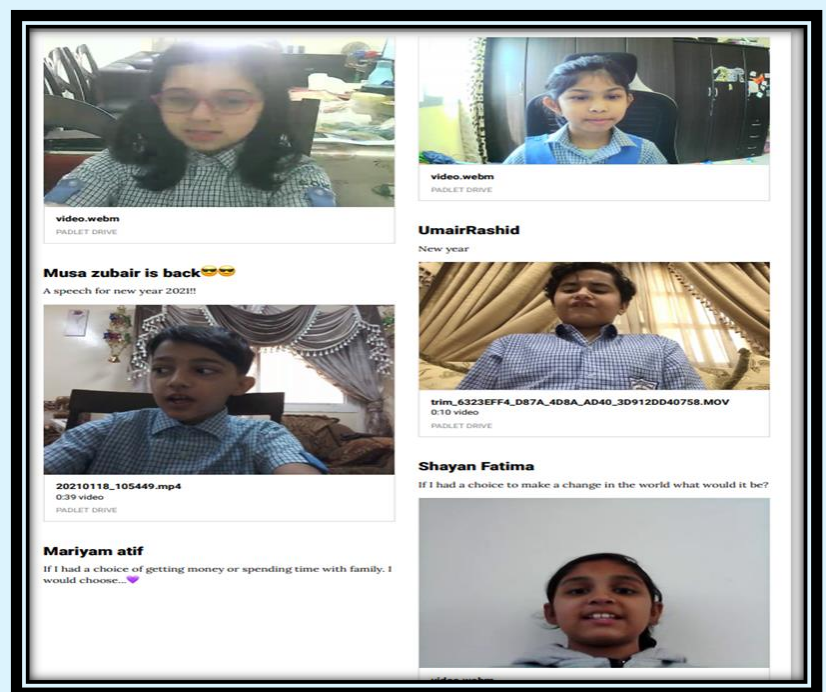 video.webm
PADLET DRIVE
Musa zubair is back😎😎
A speech for new year 2021!!
20210118_105449.mp4
0:39 video
PADLET DRIVE
Mariyam atif
If I had a choice of getting money or spending time with family. I
would choose...💜
video.webm
PADLET DRIVE
UmairRashid
New year
trim_6323EFF4_D87A_4D8A_AD40_3D912DD40758.MOV
0:10 video
PADLET DRIVE
Shayan Fatima
If I had a choice to make a change in the world what would it be?
video.webm